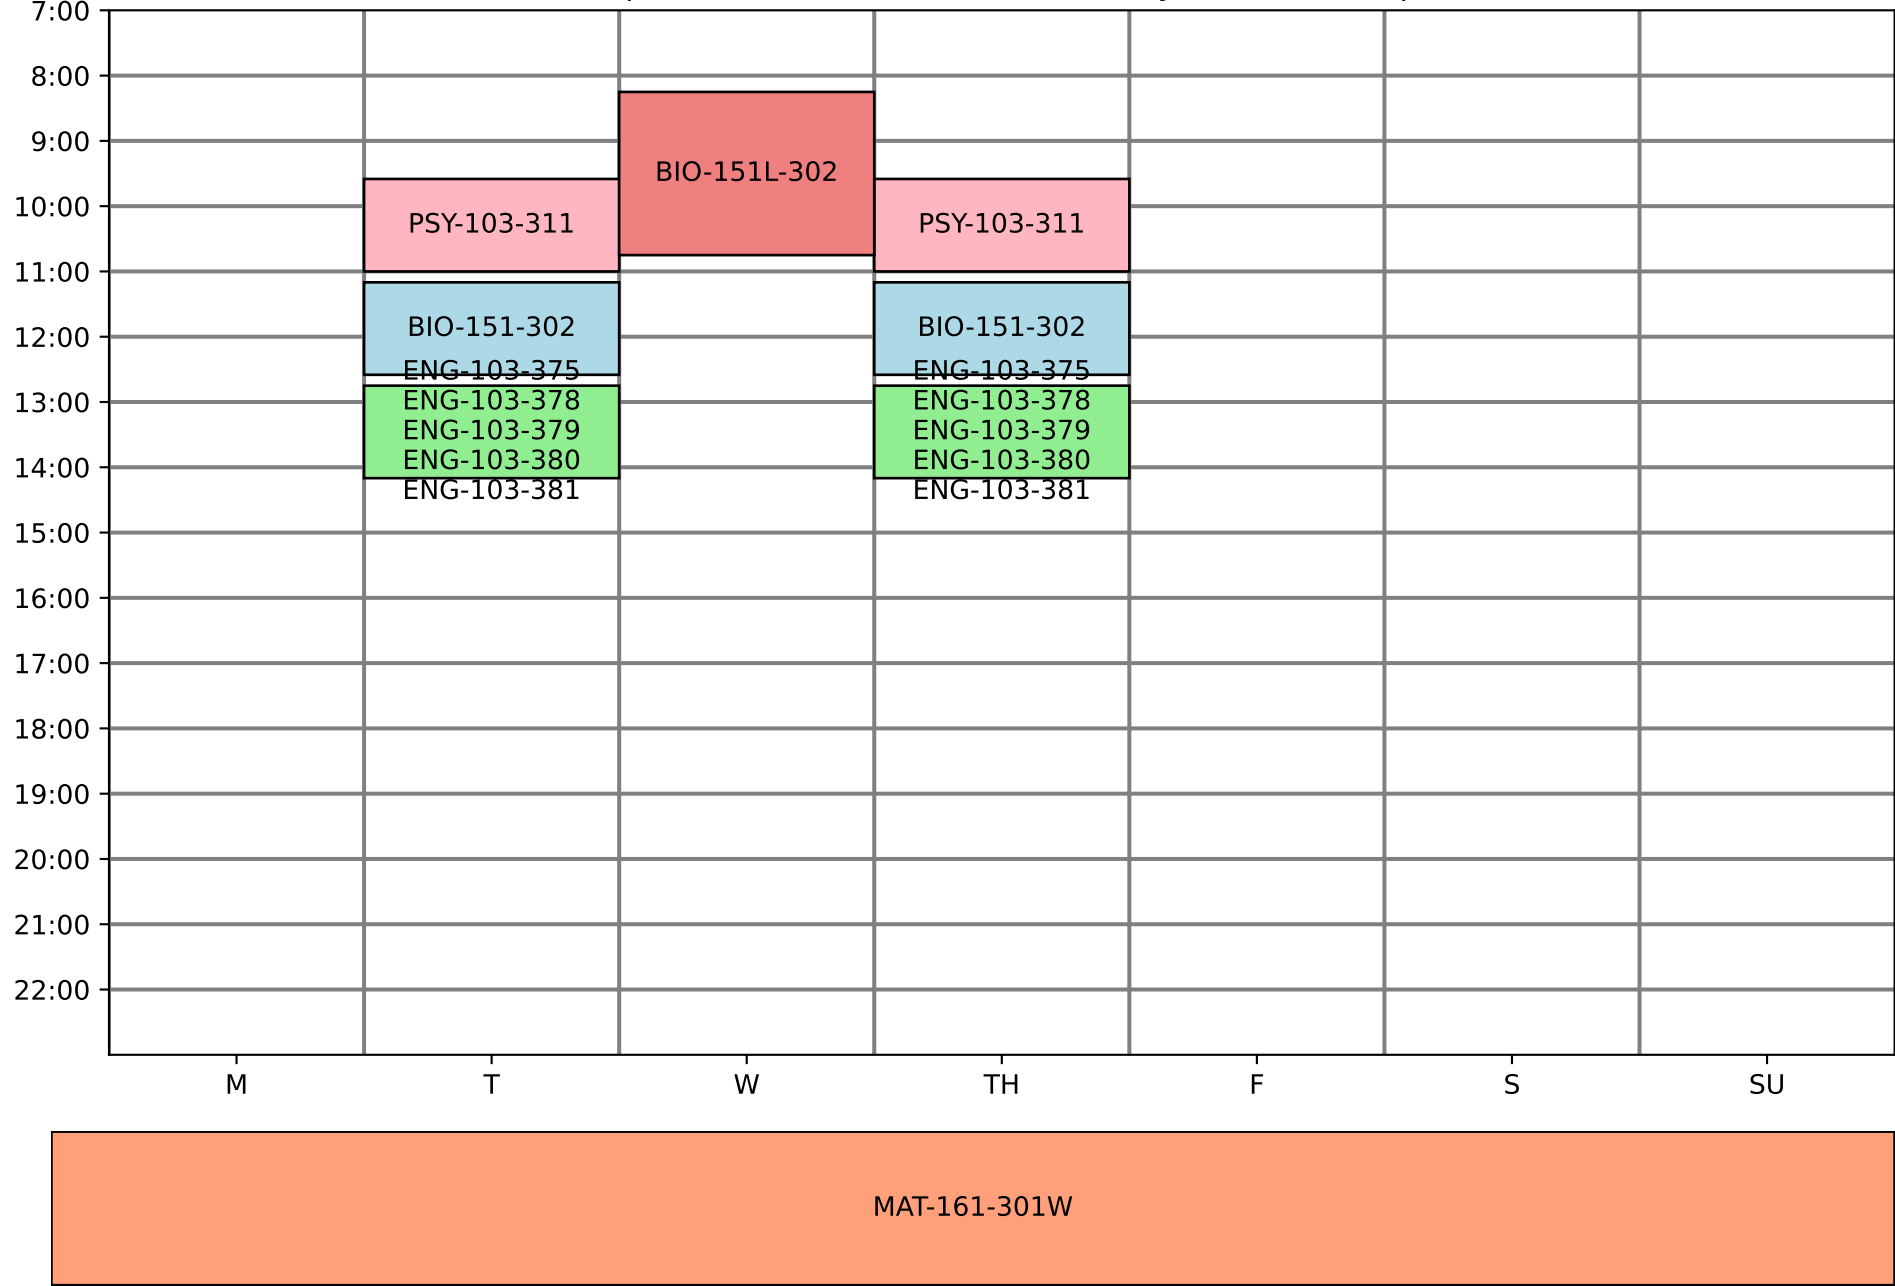 7:00
8:00
9:00
10:00
11:00
12:00
13:00
14:00
15:00
16:00
17:00
18:00
19:00
20:00
21:00
22:00
BIO-151L-302
PSY-103-311
PSY-103-311
BIO-151-302
BIO-151-302
ENG-103-375
ENG-103-378
ENG-103-379
ENG-103-380
ENG-103-381
ENG-103-375
ENG-103-378
ENG-103-379
ENG-103-380
ENG-103-381
M T W TH F S SU
MAT-161-301W